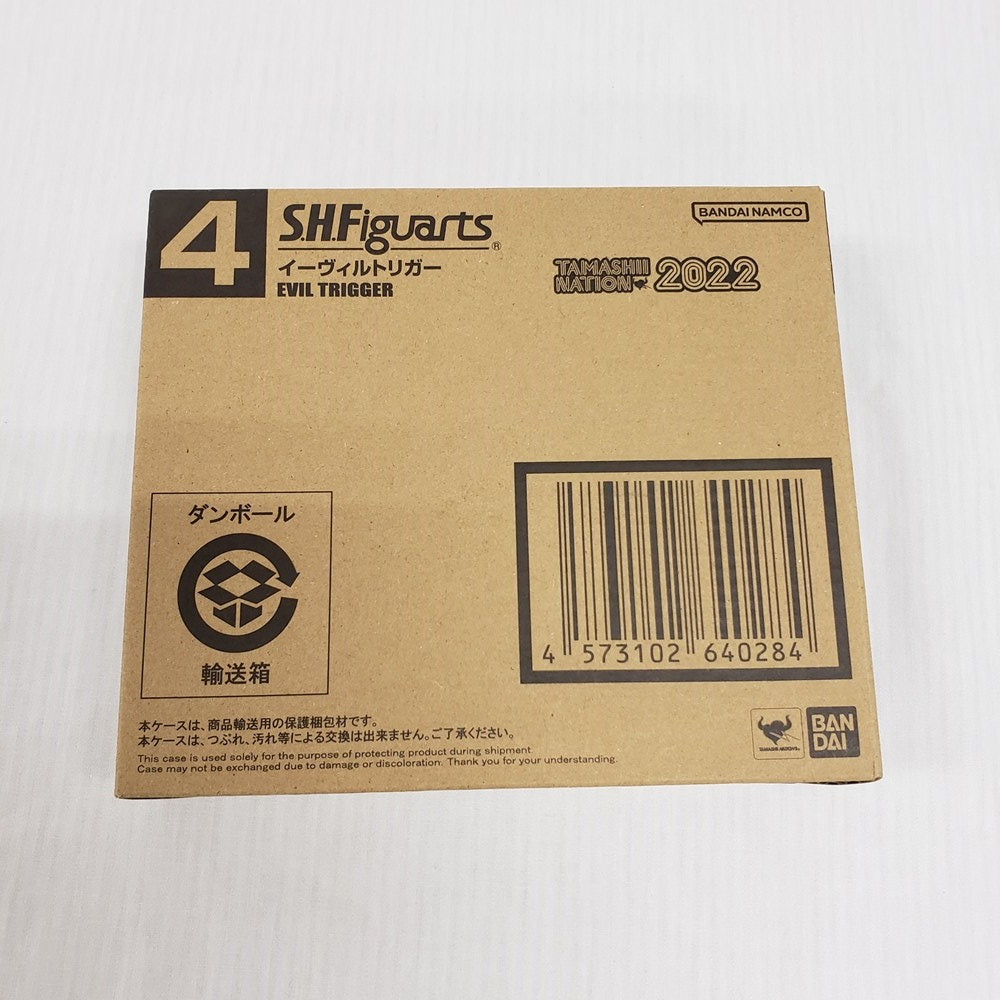 4
S.H.Figuarts®
イーヴィルトリガー
EVIL TRIGGER
BANDAI NAMCO
TAMASHII
NATION 2022
ダンボール
輸送箱
4 573102 640284
本ケースは、商品輸送用の保護梱包材です。
本ケースは、つぶれ、汚れ等による交換は出来ません。ご了承ください。
This case is used solely for the purpose of protecting product during shipment.
Case may not be exchanged due to damage or discoloration. Thank you for your understanding.
TAMASHII NATIONS
BAN
DAI